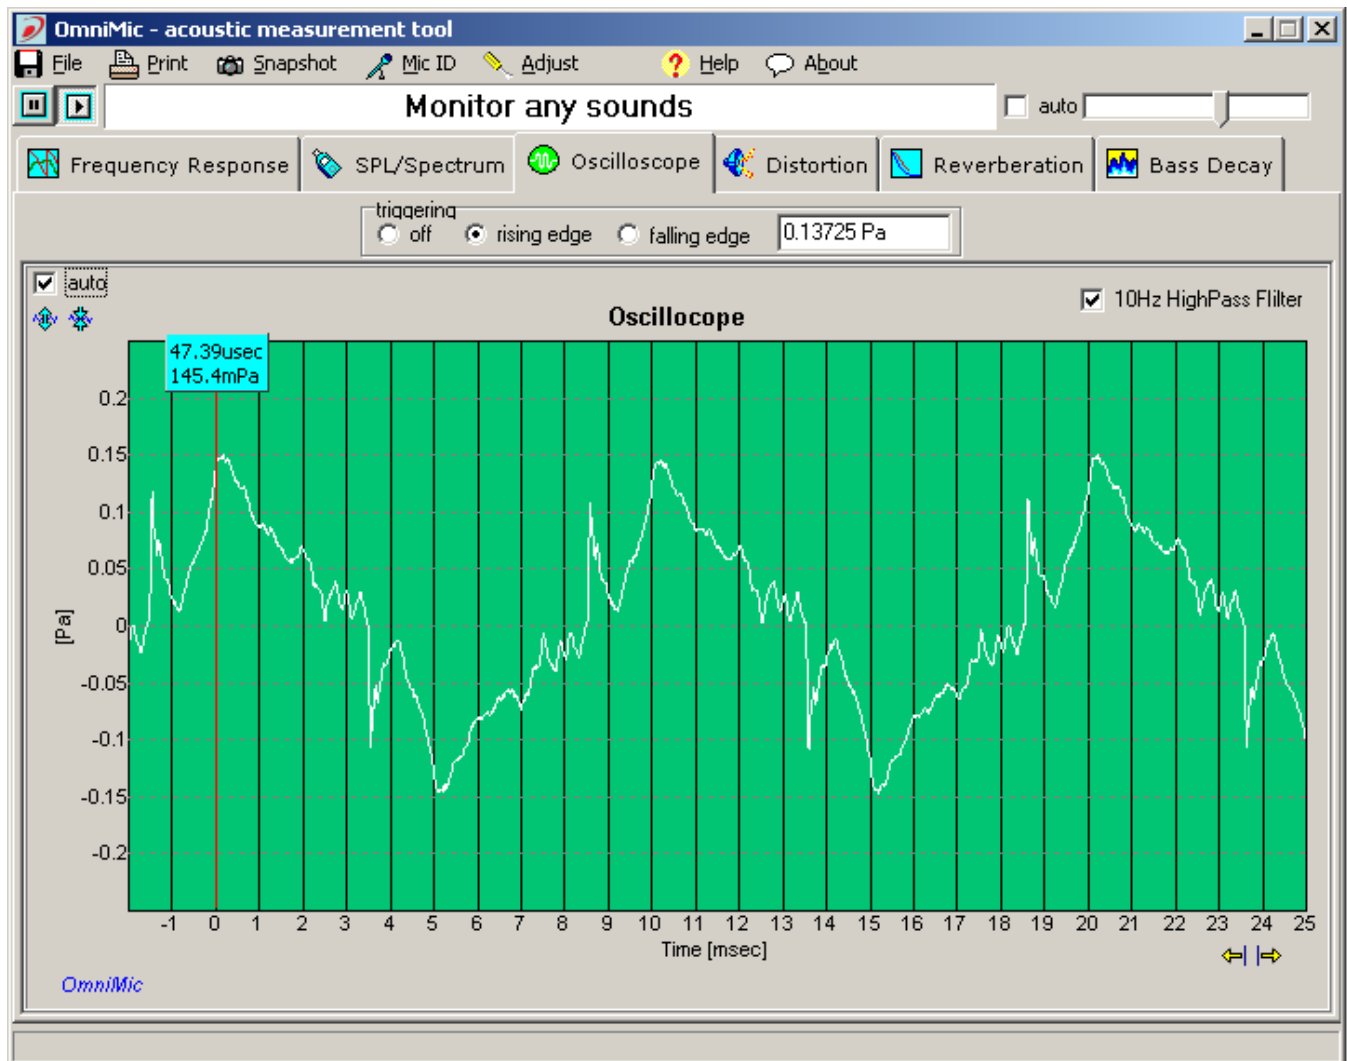 OmniMic - acoustic measurement tool
File Print Snapshot Mic ID Adjust Help About
Monitor any sounds
auto
Frequency Response SPL/Spectrum Oscilloscope Distortion Reverberation Bass Decay
triggering
off rising edge falling edge 0.13725 Pa
auto
10Hz HighPass Flilter
Oscillocope
47.39usec
145.4mPa
0.2
0.15
0.1
0.05
0
-0.05
-0.1
-0.15
-0.2
[Pa]
-1 0 1 2 3 4 5 6 7 8 9 10 11 12 13 14 15 16 17 18 19 20 21 22 23 24 25
Time [msec]
OmniMic